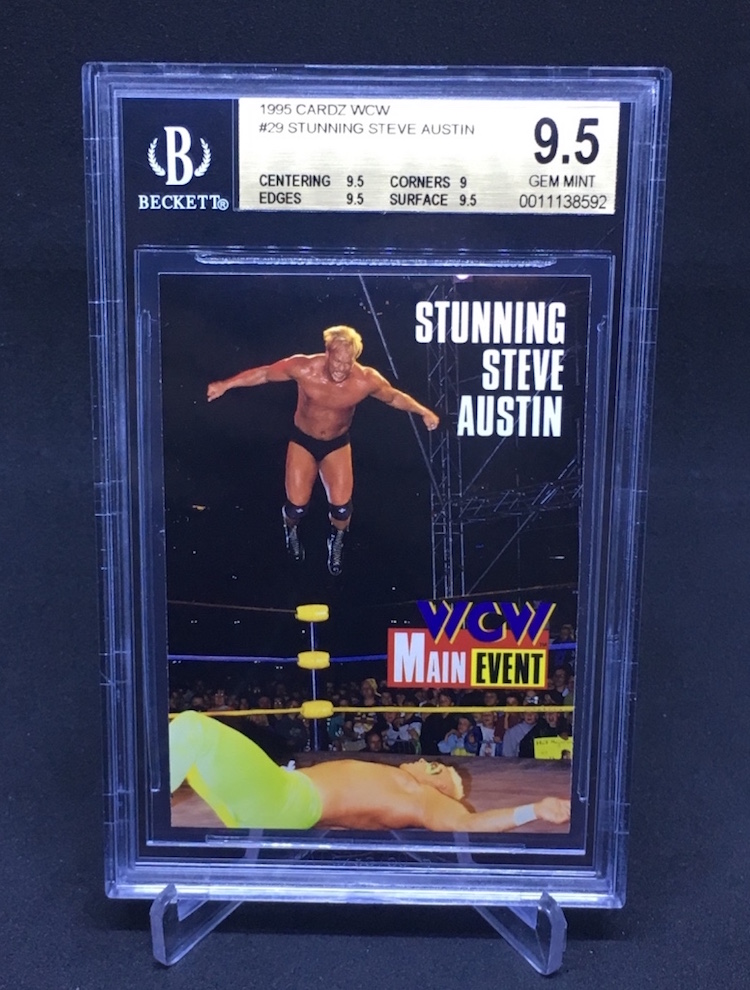 1995 CARDZ WCW
#29 STUNNING STEVE AUSTIN
9.5
CENTERING 9.5 CORNERS 9 GEM MINT
EDGES 9.5 SURFACE 9.5 0011138592
B
BECKETT®
STUNNING
STEVE
AUSTIN
WCW
MAIN EVENT